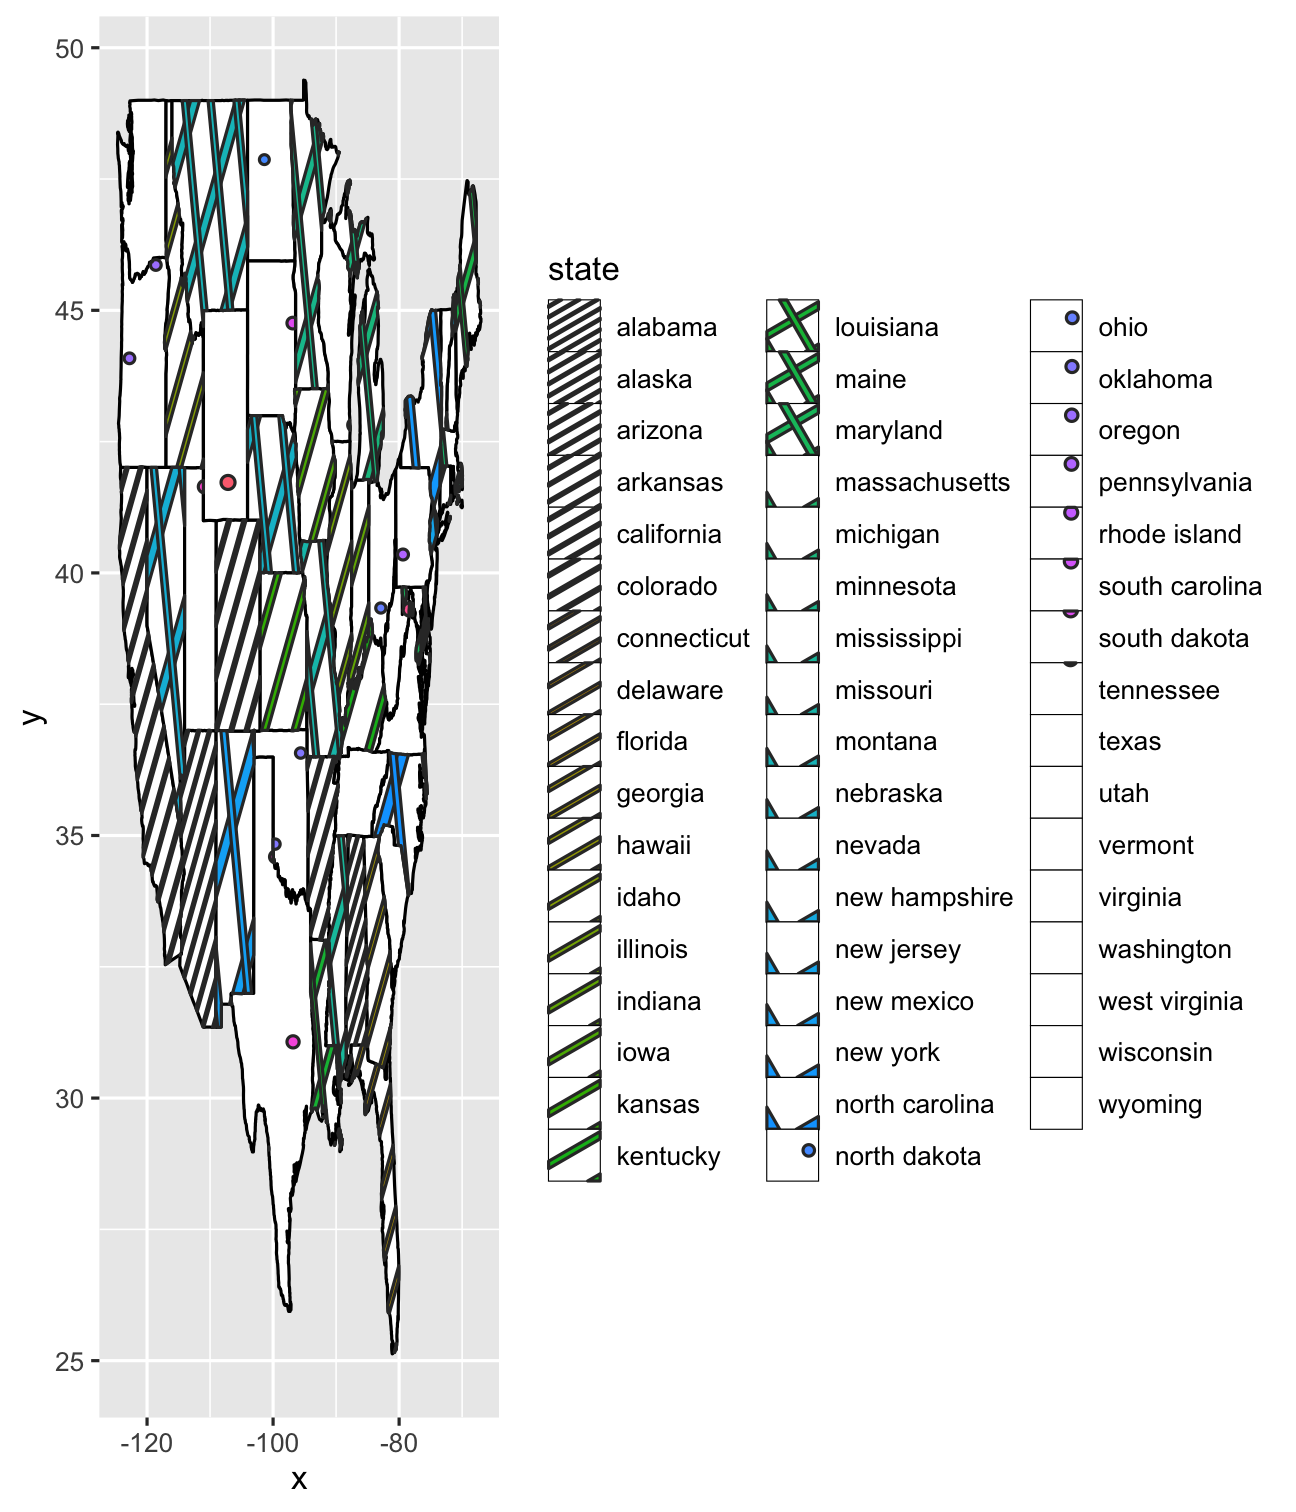 50
45
40
35
30
25
y
-120
-100
-80
x
state
alabama
alaska
arizona
arkansas
california
colorado
connecticut
delaware
florida
georgia
hawaii
idaho
illinois
indiana
iowa
kansas
kentucky
louisiana
maine
maryland
massachusetts
michigan
minnesota
mississippi
missouri
montana
nebraska
nevada
new hampshire
new jersey
new mexico
new york
north carolina
north dakota
ohio
oklahoma
oregon
pennsylvania
rhode island
south carolina
south dakota
tennessee
texas
utah
vermont
virginia
washington
west virginia
wisconsin
wyoming